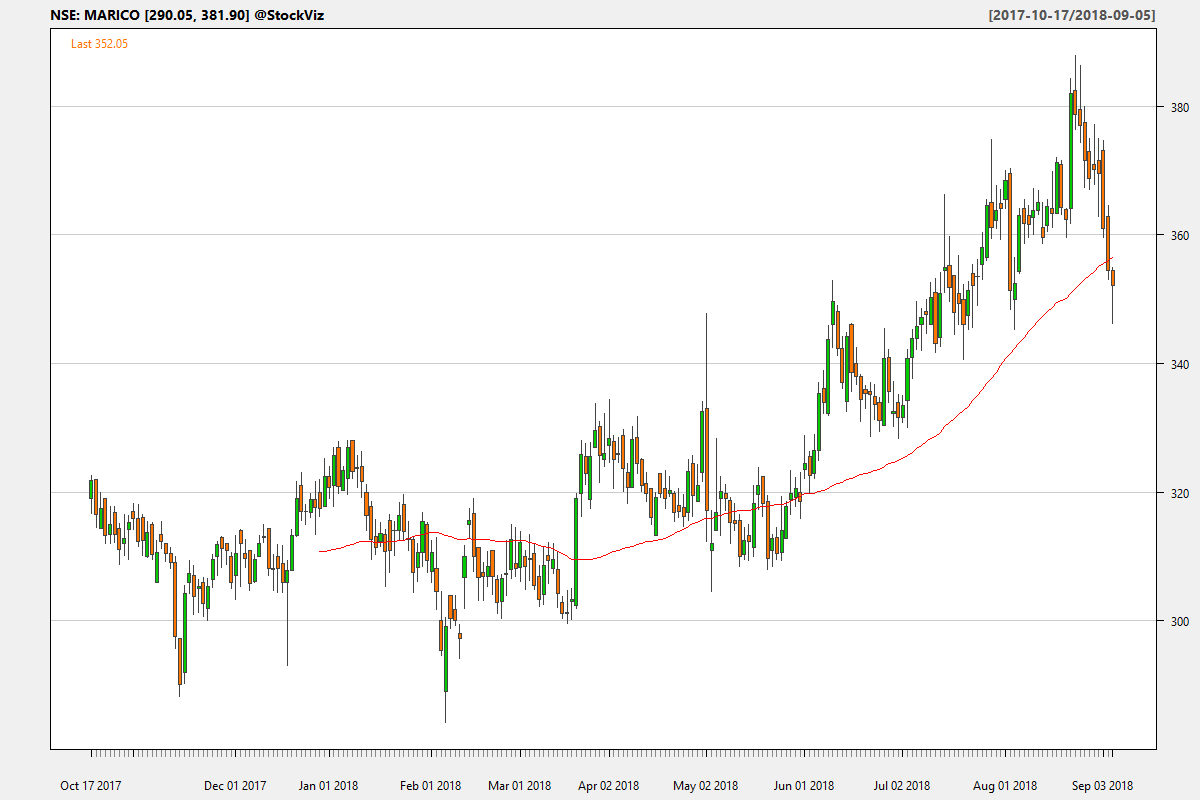 NSE: MARICO [290.05, 381.90] @StockViz [2017-10-17/2018-09-05]
Last 352.05
380
360
340
320
300
Oct 17 2017 Dec 01 2017 Jan 01 2018 Feb 01 2018 Mar 01 2018 Apr 02 2018 May 02 2018 Jun 01 2018 Jul 02 2018 Aug 01 2018 Sep 03 2018